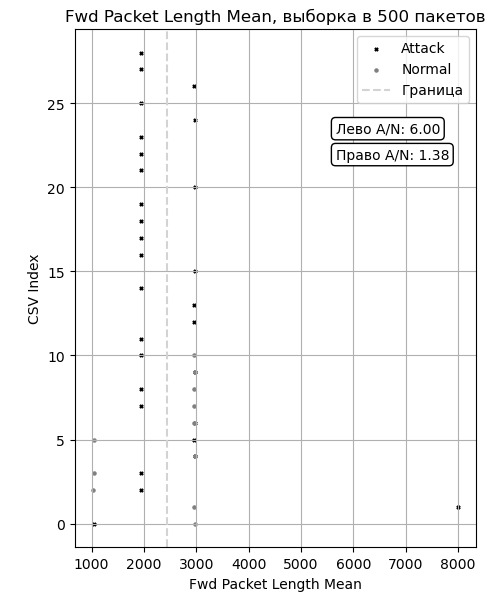 Fwd Packet Length Mean, выборка в 500 пакетов
Attack
Normal
Граница
Лево A/N: 6.00
Право A/N: 1.38
25
20
15
10
5
0
CSV Index
1000 2000 3000 4000 5000 6000 7000 8000
Fwd Packet Length Mean